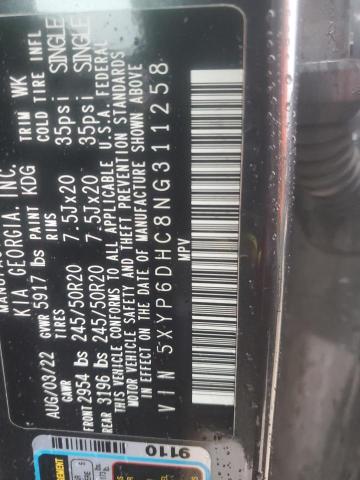 KIA GEORGIA, INC.
AUG/03/22 GVWR 5917 lbs PAINT KDG TRIM WK
GAWR TIRES RIMS COLD TIRE INFL
FRONT 2954 lbs 245/50R20 7.5Jx20 35psi SINGLE
REAR 3196 lbs 245/50R20 7.5Jx20 35psi SINGLE
THIS VEHICLE CONFORMS TO ALL APPLICABLE U.S.A. FEDERAL
MOTOR VEHICLE SAFETY AND THEFT PREVENTION STANDARDS
IN EFFECT ON THE DATE OF MANUFACTURE SHOWN ABOVE.
VIN 5XYP6DHC8NG311258
MPV
9110